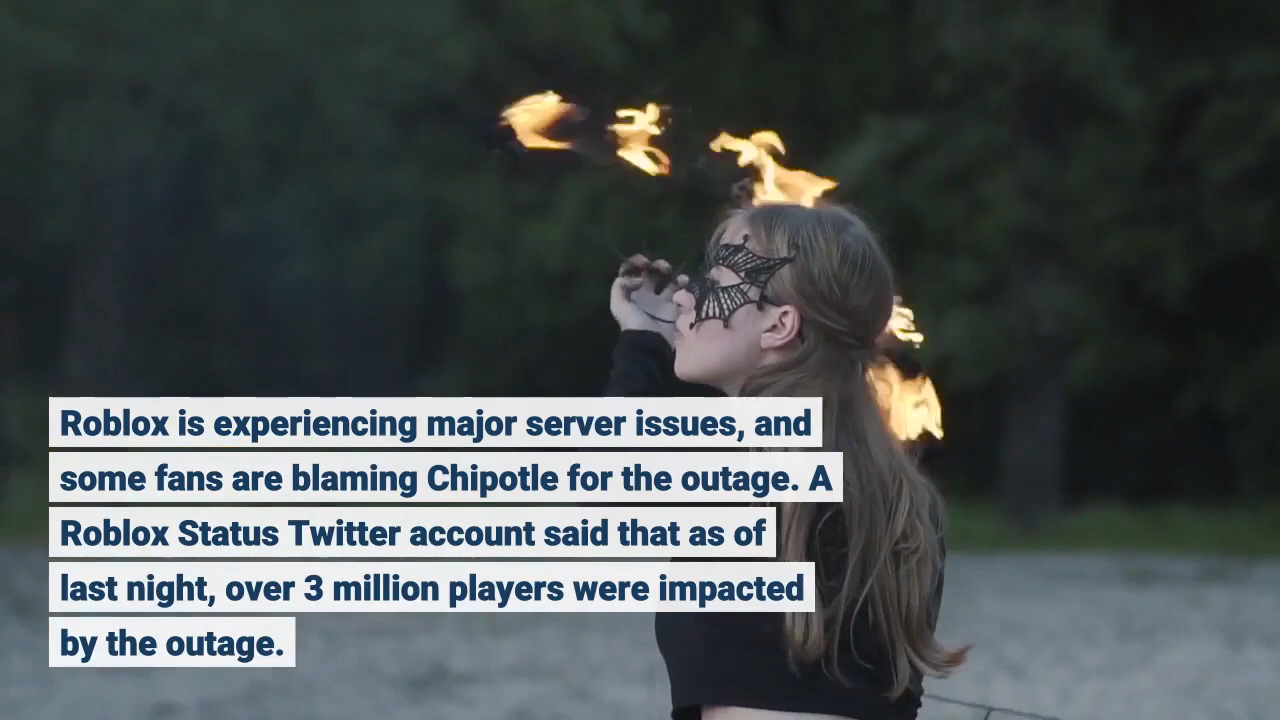 Roblox is experiencing major server issues, and
some fans are blaming Chipotle for the outage. A
Roblox Status Twitter account said that as of
last night, over 3 million players were impacted
by the outage.